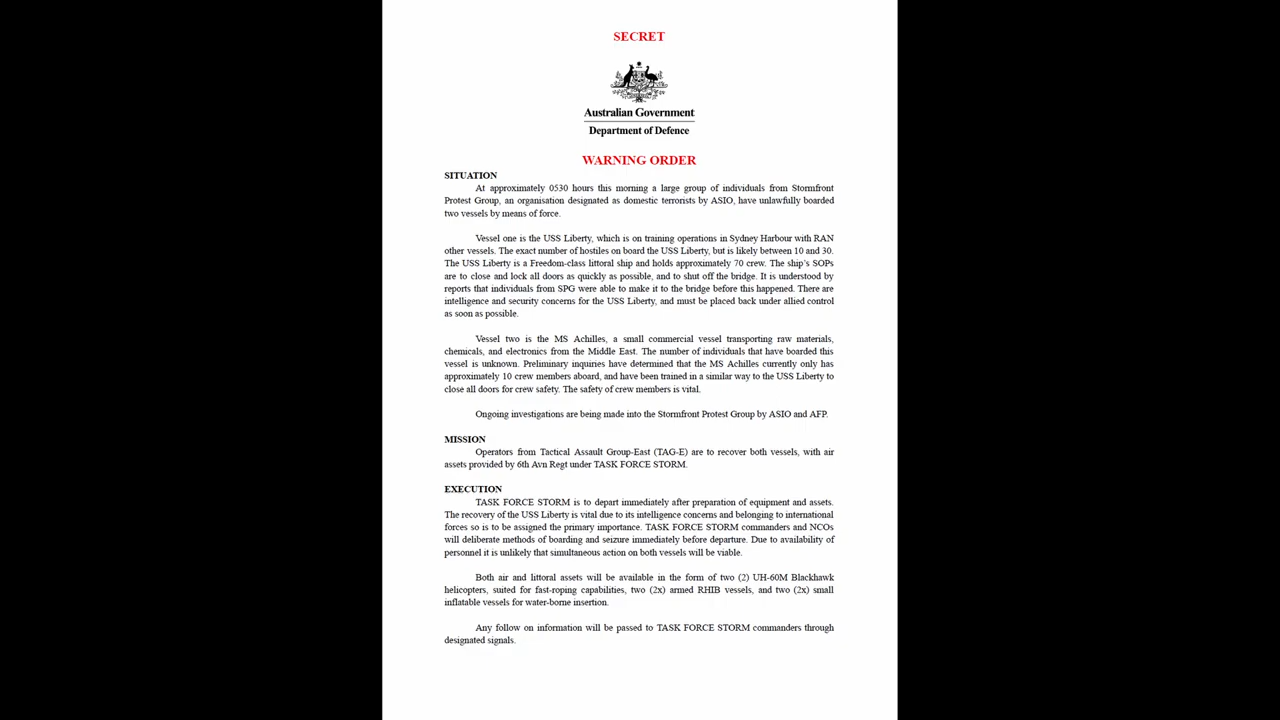 SECRET
Australian Government
Department of Defence
WARNING ORDER
SITUATION
At approximately 0530 hours this morning a large group of individuals from Stormfront
Protest Group, an organisation designated as domestic terrorists by ASIO, have unlawfully boarded
two vessels by means of force.
Vessel one is the USS Liberty, which is on training operations in Sydney Harbour with RAN
other vessels. The exact number of hostiles on board the USS Liberty, but is likely between 10 and 30.
The USS Liberty is a Freedom-class littoral ship and holds approximately 70 crew. The ship's SOPs
are to close and lock all doors as quickly as possible, and to shut off the bridge. It is understood by
reports that individuals from SPG were able to make it to the bridge before this happened. There are
intelligence and security concerns for the USS Liberty, and must be placed back under allied control
as soon as possible.
Vessel two is the MS Achilles, a small commercial vessel transporting raw materials,
chemicals, and electronics from the Middle East. The number of individuals that have boarded this
vessel is unknown. Preliminary inquiries have determined that the MS Achilles currently only has
approximately 10 crew members aboard, and have been trained in a similar way to the USS Liberty to
close all doors for crew safety. The safety of crew members is vital.
Ongoing investigations are being made into the Stormfront Protest Group by ASIO and AFP.
MISSION
Operators from Tactical Assault Group-East (TAG-E) are to recover both vessels, with air
assets provided by 6th Avn Regt under TASK FORCE STORM.
EXECUTION
TASK FORCE STORM is to depart immediately after preparation of equipment and assets.
The recovery of the USS Liberty is vital due to its intelligence concerns and belonging to international
forces so is to be assigned the primary importance. TASK FORCE STORM commanders and NCOs
will deliberate methods of boarding and seizure immediately before departure. Due to availability of
personnel it is unlikely that simultaneous action on both vessels will be viable.
Both air and littoral assets will be available in the form of two (2) UH-60M Blackhawk
helicopters, suited for fast-roping capabilities, two (2x) armed RHIB vessels, and two (2x) small
inflatable vessels for water-borne insertion.
Any follow on information will be passed to TASK FORCE STORM commanders through
designated signals.